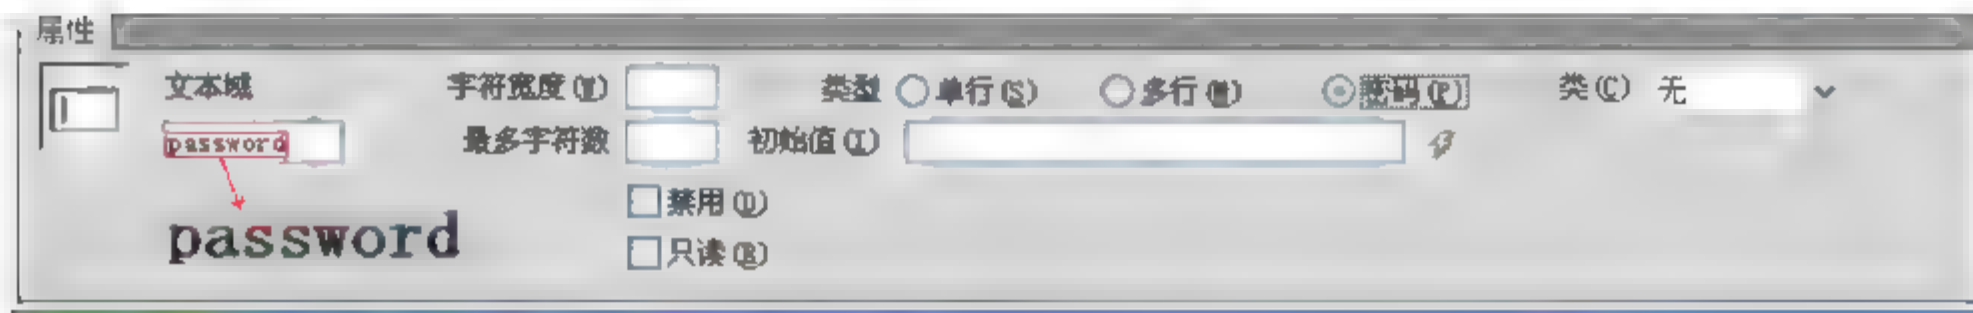 属性
文本域 字符宽度(W) 类型 单行(S) 多行(M) 密码(P) 类(C) 无
password 最多字符数 初始值(I)
禁用(D)
password
只读(R)